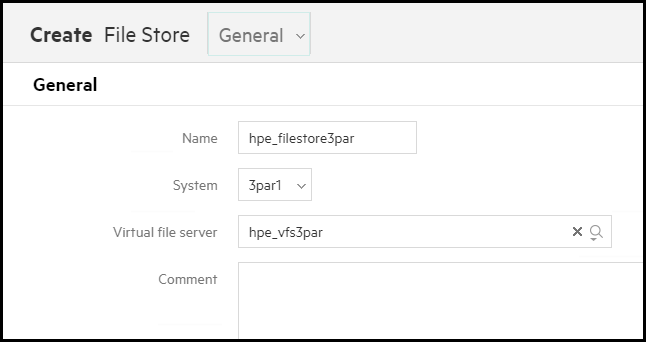 Create File Store General
General
Name hpe_filestore3par
System 3par1
Virtual file server hpe_vfs3par
Comment